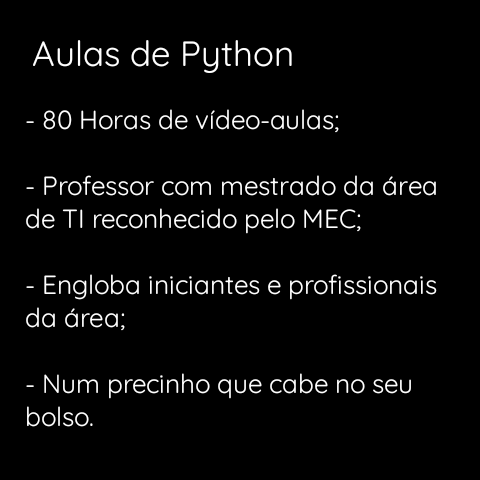 Aulas de Python
- 80 Horas de vídeo-aulas;
- Professor com mestrado da área
de TI reconhecido pelo MEC;
- Engloba iniciantes e profissionais
da área;
- Num precinho que cabe no seu
bolso.